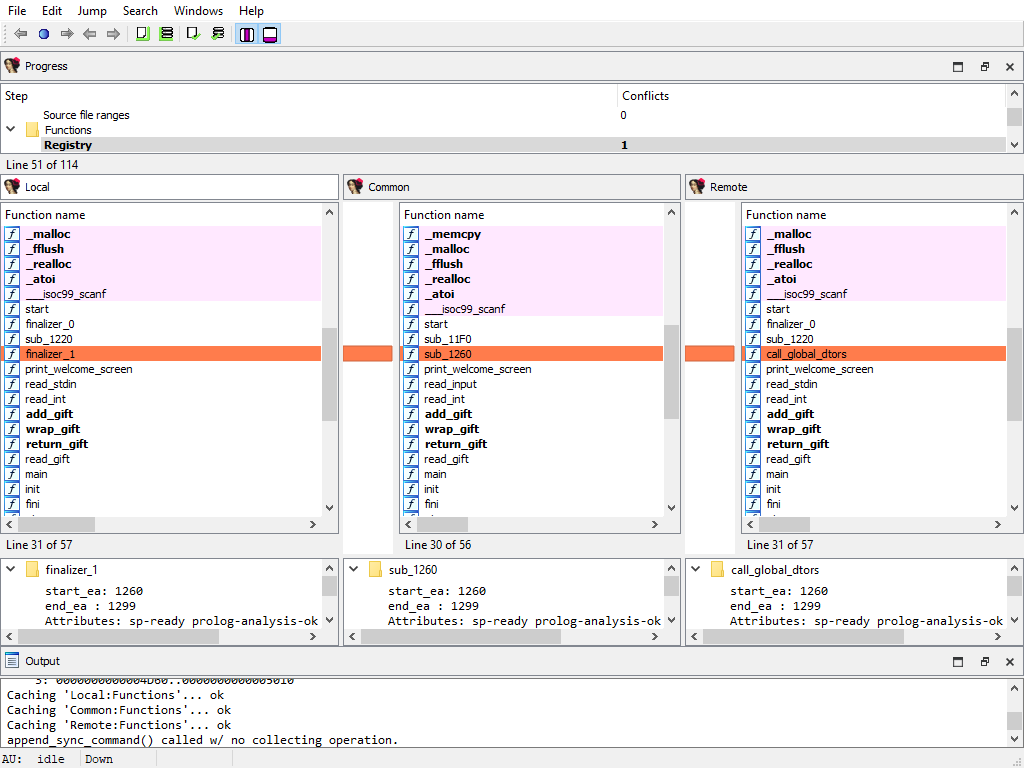 File Edit Jump Search Windows Help
Progress
Step Conflicts
Source file ranges 0
Functions
Registry 1
Line 51 of 114
Local
Function name
_malloc
_fflush
_realloc
_atoi
___isoc99_scanf
start
finalizer_0
sub_1220
finalizer_1
print_welcome_screen
read_stdin
read_int
add_gift
wrap_gift
return_gift
read_gift
main
init
fini
Line 31 of 57
Common
Function name
_memcpy
_malloc
_fflush
_realloc
_atoi
___isoc99_scanf
start
sub_11F0
sub_1260
print_welcome_screen
read_input
read_int
add_gift
wrap_gift
return_gift
read_gift
main
init
fini
Line 30 of 56
Remote
Function name
_malloc
_fflush
_realloc
_atoi
___isoc99_scanf
start
finalizer_0
sub_1220
call_global_dtors
print_welcome_screen
read_stdin
read_int
add_gift
wrap_gift
return_gift
read_gift
main
init
fini
Line 31 of 57
finalizer_1
start_ea: 1260
end_ea : 1299
Attributes: sp-ready prolog-analysis-ok
sub_1260
start_ea: 1260
end_ea : 1299
Attributes: sp-ready prolog-analysis-ok
call_global_dtors
start_ea: 1260
end_ea : 1299
Attributes: sp-ready prolog-analysis-ok
Output
3: 0000000000004D60..0000000000005010
Caching 'Local:Functions'... ok
Caching 'Common:Functions'... ok
Caching 'Remote:Functions'... ok
append_sync_command() called w/ no collecting operation.
AU: idle Down